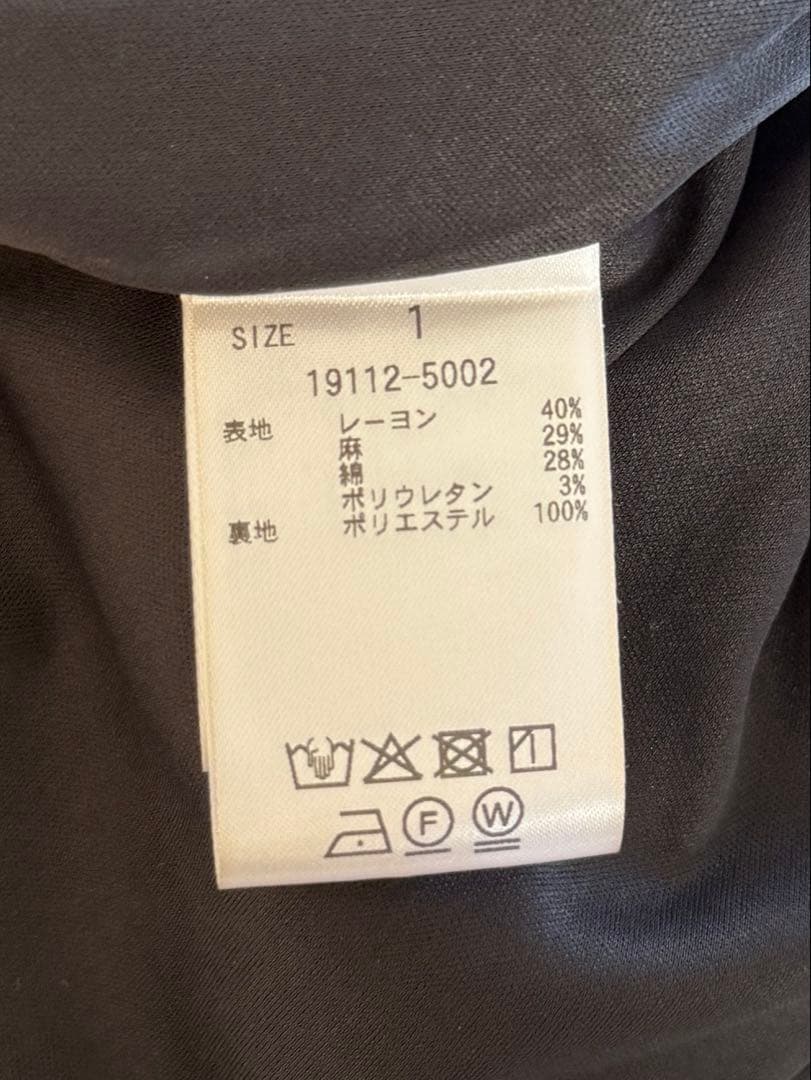 SIZE 1
19112-5002
表地 レーヨン 40%
麻 29%
綿 28%
ポリウレタン 3%
裏地 ポリエステル 100%
F W